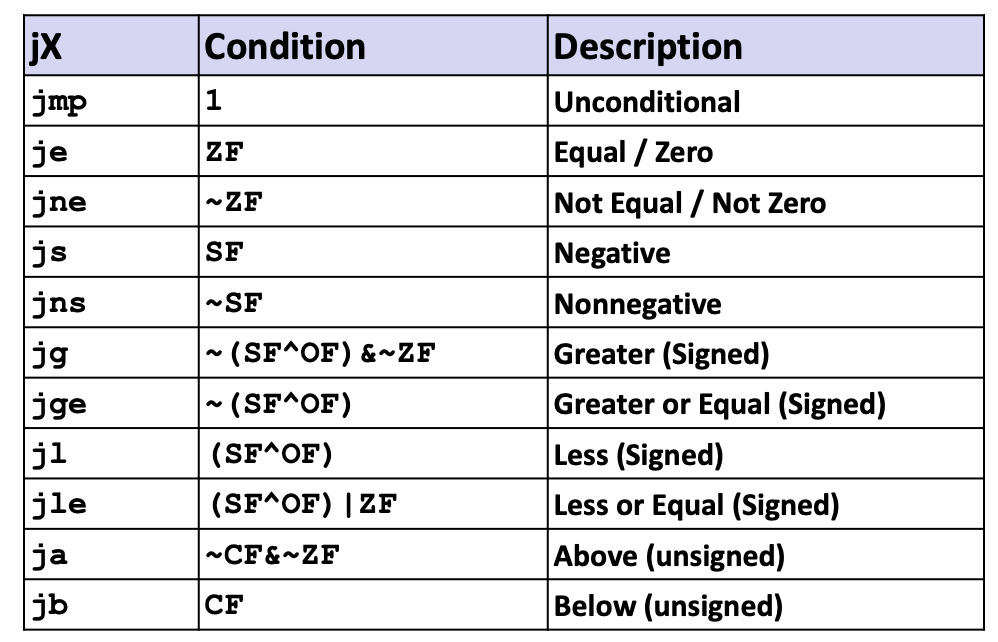 jX Condition Description
jmp 1 Unconditional
je ZF Equal / Zero
jne ~ZF Not Equal / Not Zero
js SF Negative
jns ~SF Nonnegative
jg ~(SF^OF)&~ZF Greater (Signed)
jge ~(SF^OF) Greater or Equal (Signed)
jl (SF^OF) Less (Signed)
jle (SF^OF)|ZF Less or Equal (Signed)
ja ~CF&~ZF Above (unsigned)
jb CF Below (unsigned)